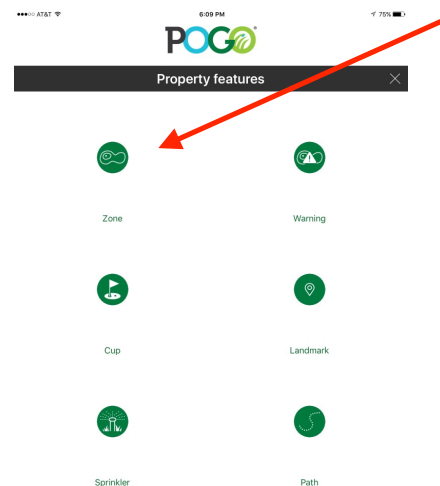 AT&T 6:09 PM 75%
POGO
Property features
Zone Warning
Cup Landmark
Sprinkler Path